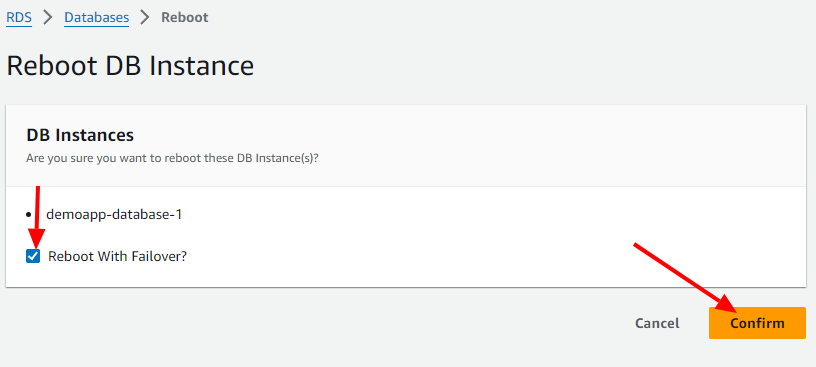 RDS > Databases > Reboot
Reboot DB Instance
DB Instances
Are you sure you want to reboot these DB Instance(s)?
• demoapp-database-1
Reboot With Failover?
Cancel Confirm